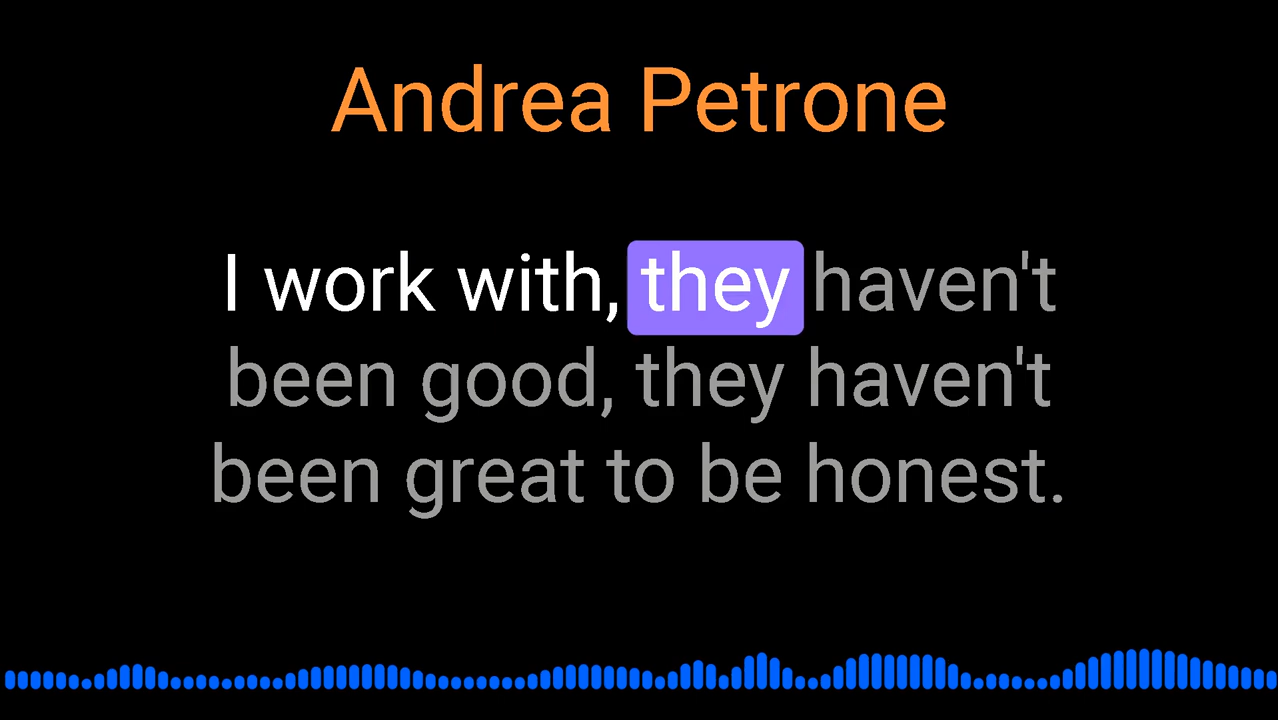 Andrea Petrone
I work with, they haven't
been good, they haven't
been great to be honest.